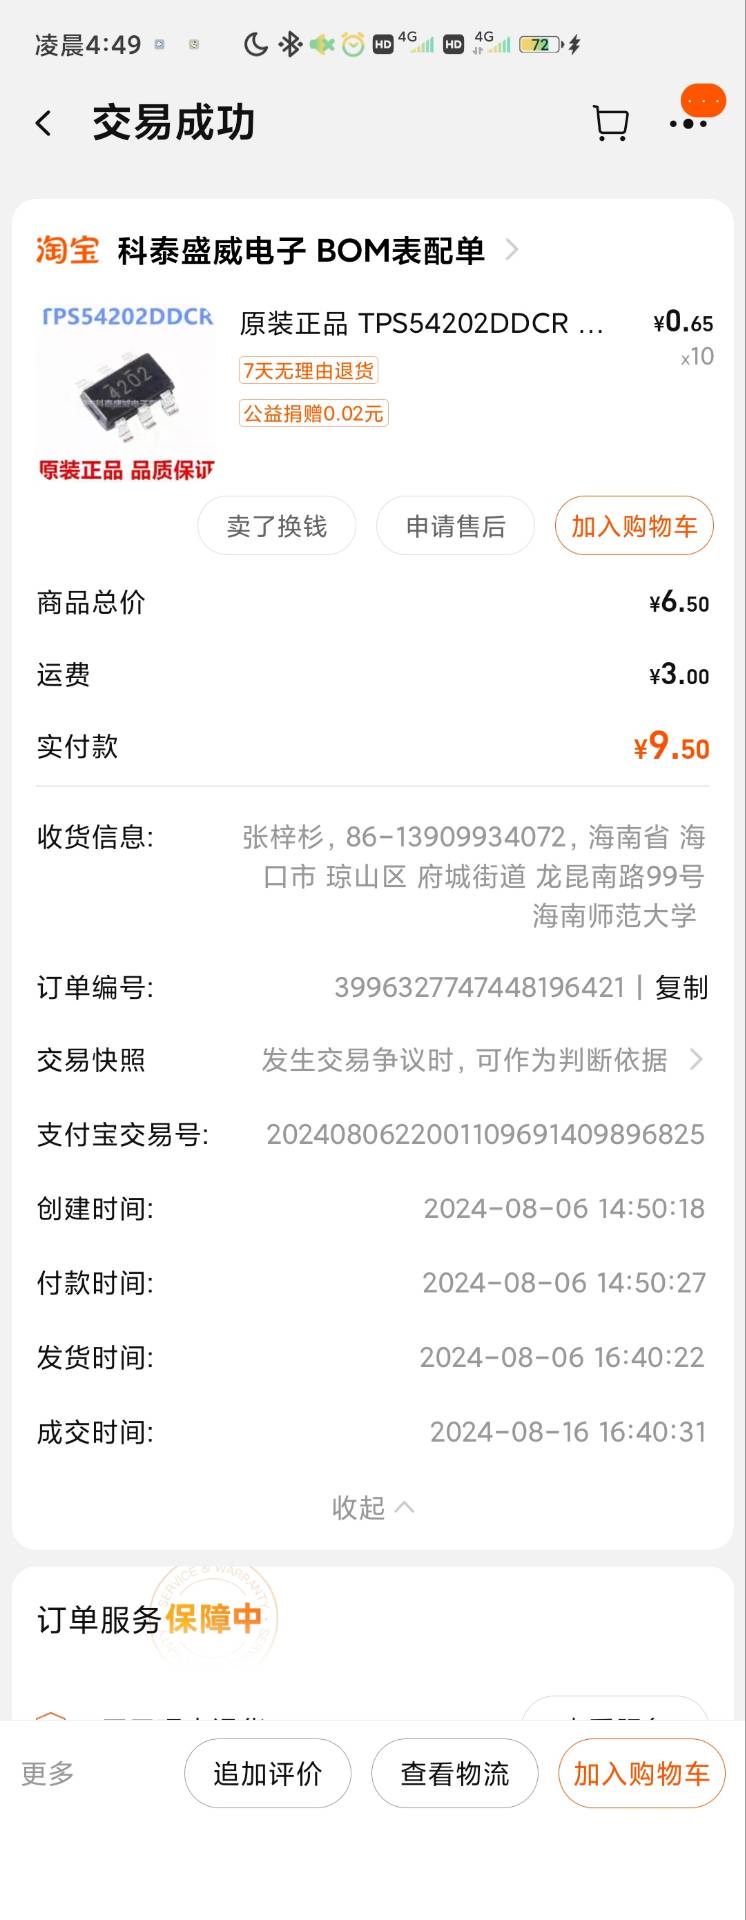 凌晨4:49 HD 4G HD 4G 72
交易成功
淘宝 科泰盛威电子 BOM表配单
TPS54202DDCR
4202
科泰盛威电子
原装正品 品质保证
原装正品 TPS54202DDCR ... ¥0.65
x10
7天无理由退货
公益捐赠0.02元
卖了换钱 申请售后 加入购物车
商品总价 ¥6.50
运费 ¥3.00
实付款 ¥9.50
收货信息: 张梓杉, 86-13909934072, 海南省 海
口市 琼山区 府城街道 龙昆南路99号
海南师范大学
订单编号: 3996327747448196421 | 复制
交易快照 发生交易争议时, 可作为判断依据
支付宝交易号: 2024080622001109691409896825
创建时间: 2024-08-06 14:50:18
付款时间: 2024-08-06 14:50:27
发货时间: 2024-08-06 16:40:22
成交时间: 2024-08-16 16:40:31
收起
SERVICE & WARRANTY
订单服务保障中
更多 追加评价 查看物流 加入购物车